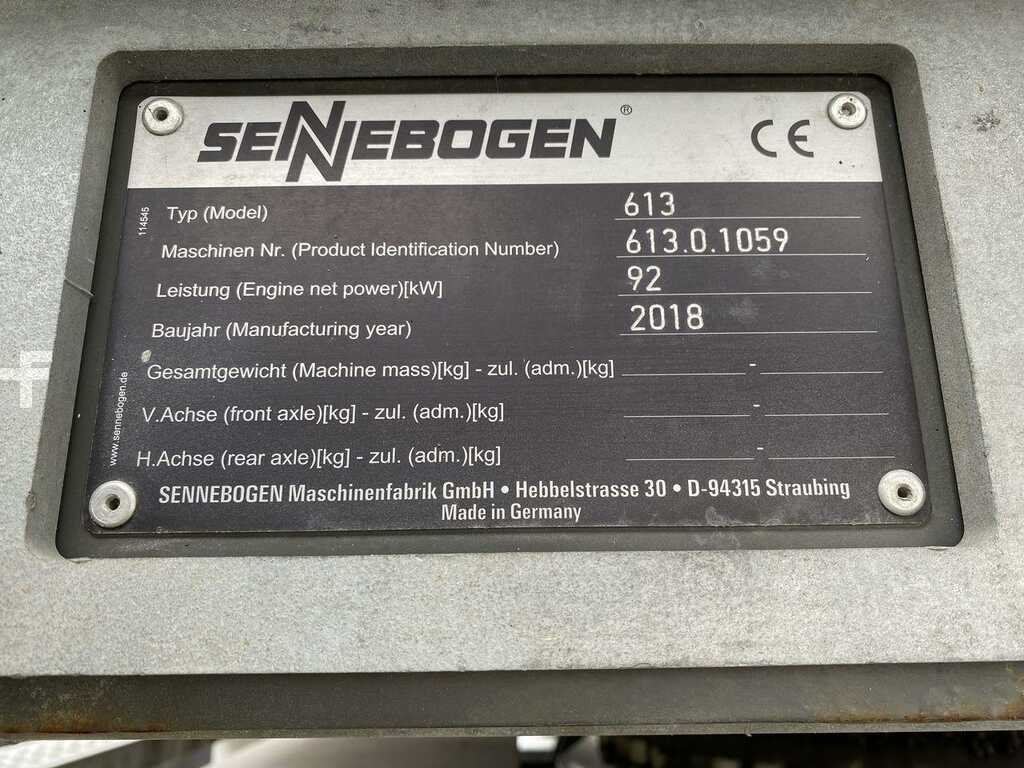 SENNEBOGEN®
CE
114545
Typ (Model) 613
Maschinen Nr. (Product Identification Number) 613.0.1059
Leistung (Engine net power)[kW] 92
Baujahr (Manufacturing year) 2018
Gesamtgewicht (Machine mass)[kg] - zul. (adm.)[kg] -
V.Achse (front axle)[kg] - zul. (adm.)[kg] -
H.Achse (rear axle)[kg] - zul. (adm.)[kg] -
www.sennebogen.de
SENNEBOGEN Maschinenfabrik GmbH • Hebbelstrasse 30 • D-94315 Straubing
Made in Germany